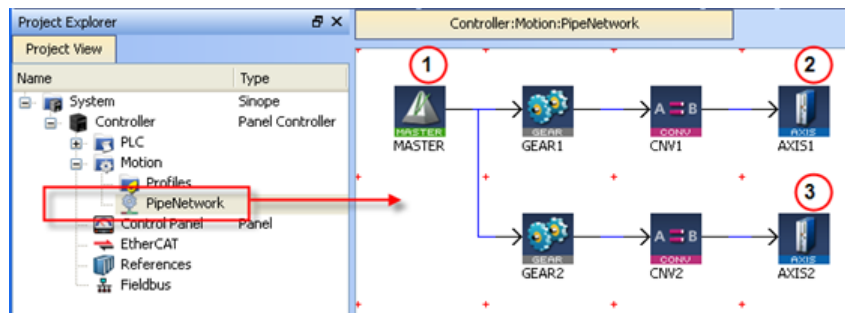 Project Explorer
Controller:Motion:PipeNetwork
Project View
Name Type
System Sinope
Controller Panel Controller
PLC
Motion
Profiles
PipeNetwork
Control Panel Panel
EtherCAT
References
Fieldbus
1
2
MASTER
GEAR
A B
CONV
AXIS
MASTER
GEAR1
CNV1
AXIS1
3
GEAR
A B
CONV
AXIS
GEAR2
CNV2
AXIS2